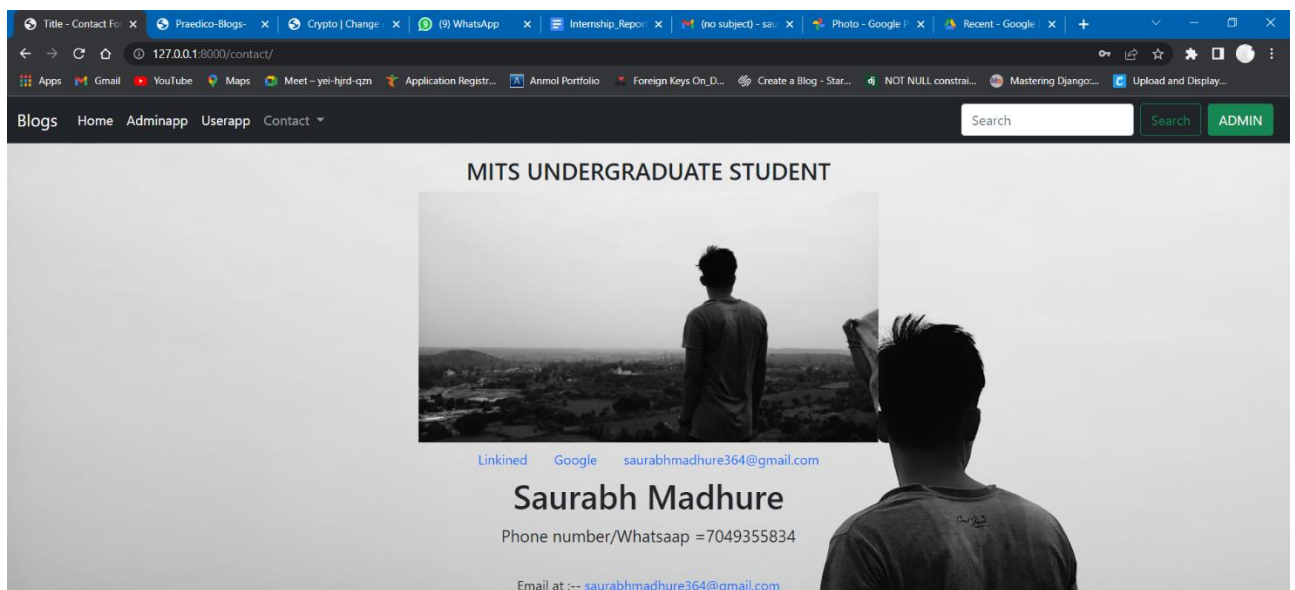 Title - Contact Fo
Praedico-Blogs-
Crypto | Change
(9) WhatsApp
Internship_Report
(no subject) - sau
Photo - Google P
Recent - Google
127.0.0.1:8000/contact/
Apps Gmail YouTube Maps Meet – yei-hjrd-qzn Application Registr... Anmol Portfolio Foreign Keys On_D... Create a Blog - Star... NOT NULL constrai... Mastering Django:... Upload and Display...
Blogs Home Adminapp Userapp Contact Search Search ADMIN
MITS UNDERGRADUATE STUDENT
Linkined Google saurabhmadhure364@gmail.com
Saurabh Madhure
Phone number/Whatsaap =7049355834
Email at :-- saurabhmadhure364@gmail.com